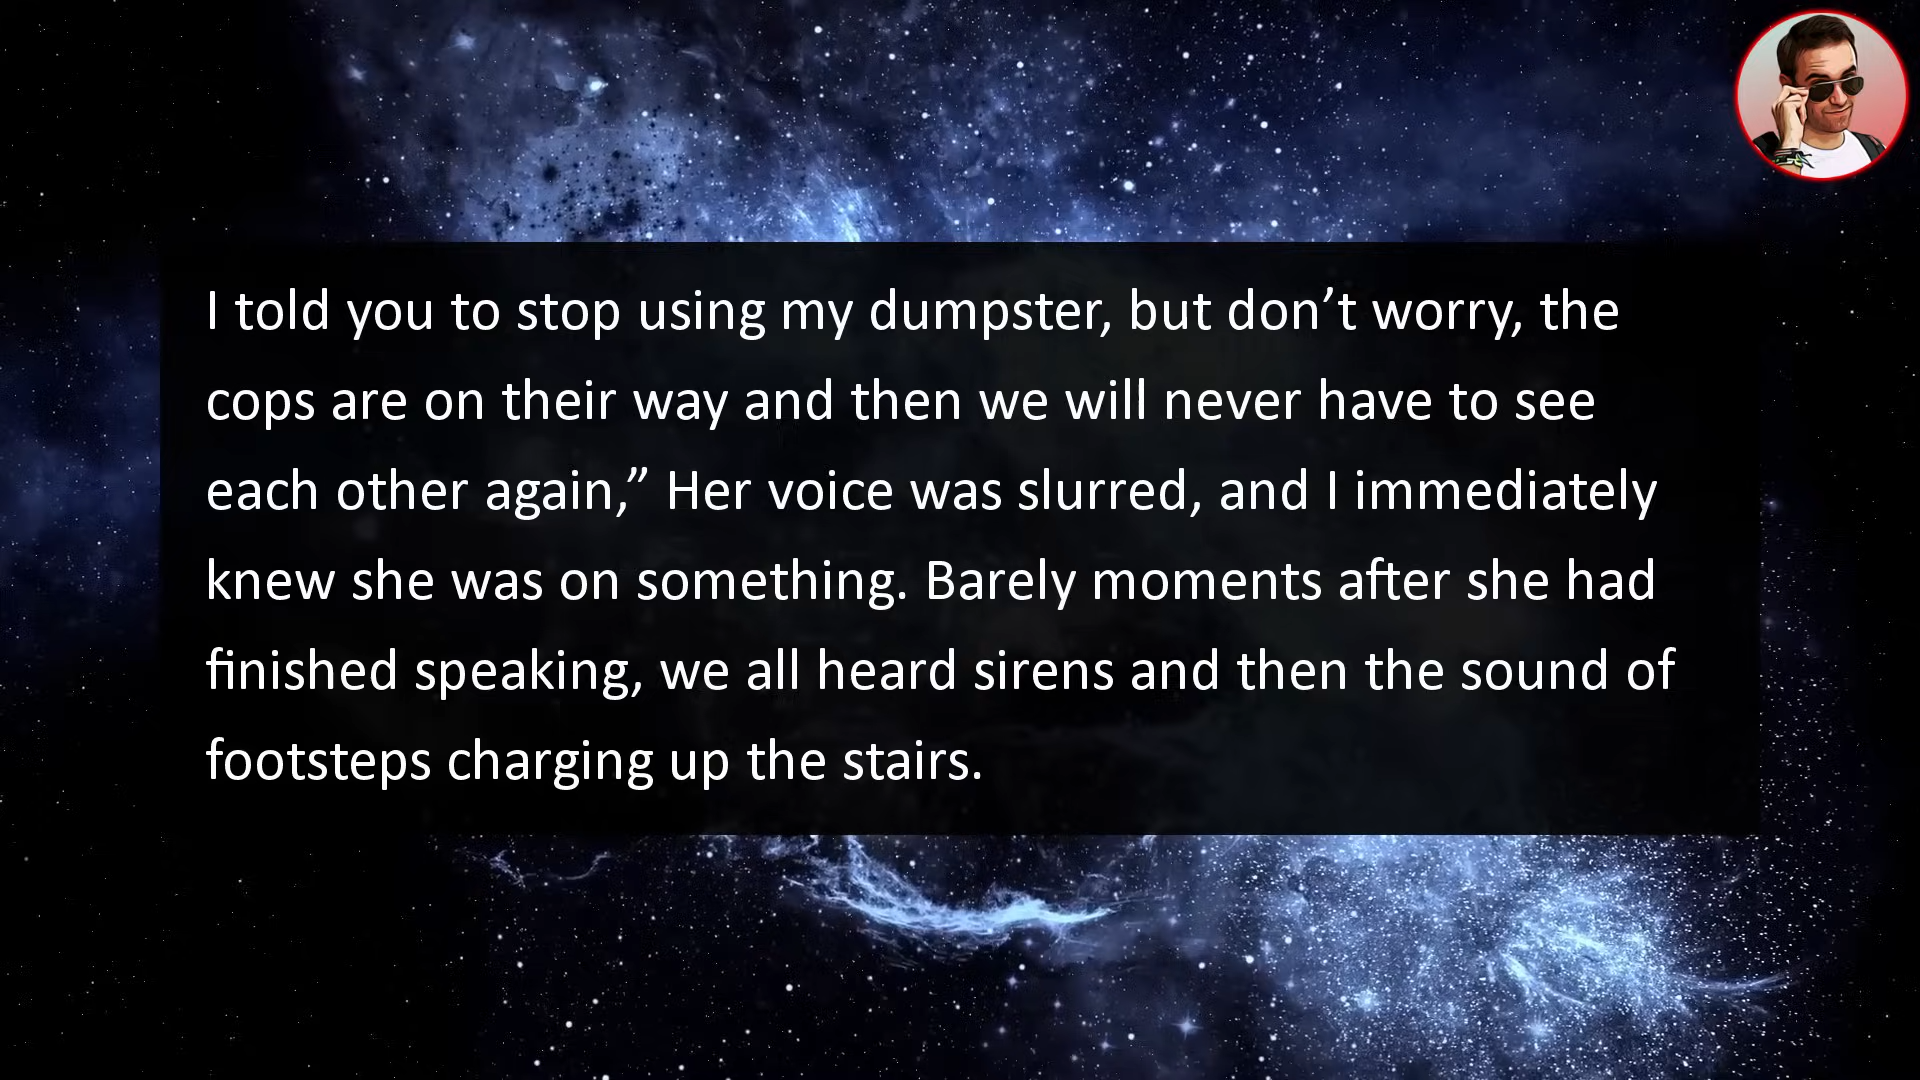 I told you to stop using my dumpster, but don’t worry, the
cops are on their way and then we will never have to see
each other again,” Her voice was slurred, and I immediately
knew she was on something. Barely moments after she had
finished speaking, we all heard sirens and then the sound of
footsteps charging up the stairs.